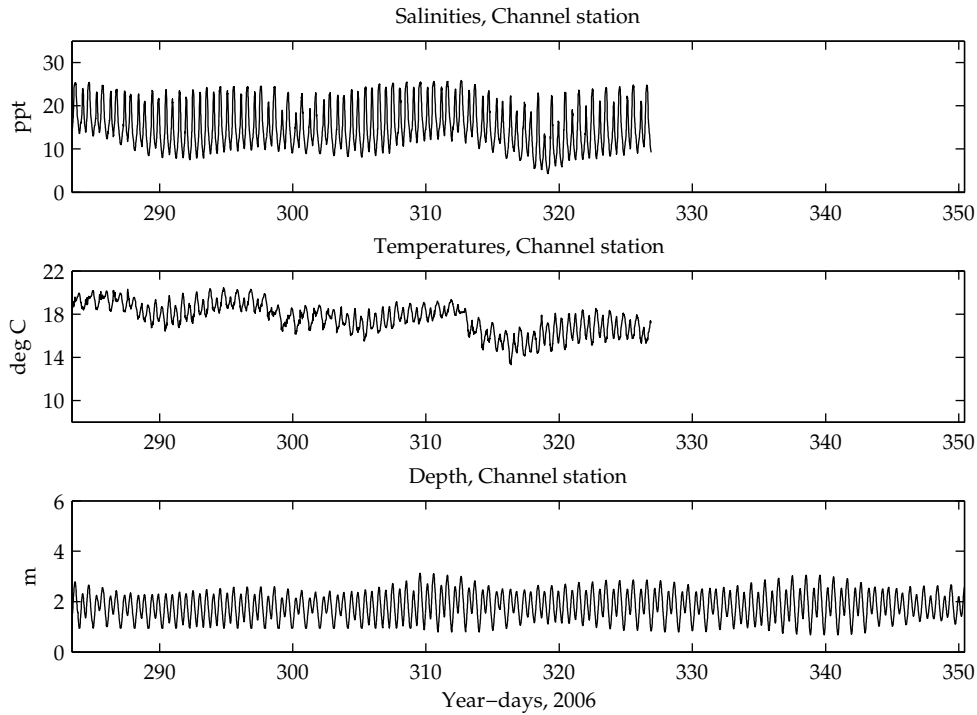 Salinities, Channel station
30
20
10
0
ppt
290 300 310 320 330 340 350
Temperatures, Channel station
22
18
14
10
deg C
290 300 310 320 330 340 350
Depth, Channel station
6
4
2
0
m
290 300 310 320 330 340 350
Year−days, 2006